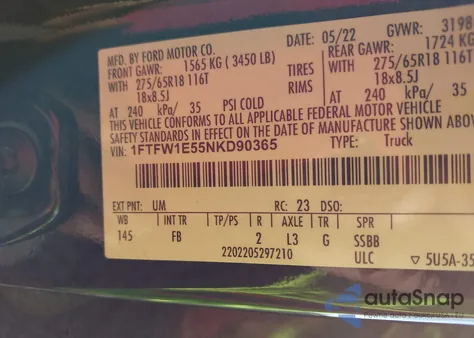 MFD. BY FORD MOTOR CO.
DATE: 05/22
GVWR: 3198
FRONT GAWR: 1565 KG ( 3450 LB)
REAR GAWR: 1724 KG
WITH 275/65R18 116T TIRES WITH 275/65R18 116T
18x8.5J RIMS 18x8.5J
AT 240 kPa/ 35 PSI COLD AT 240 kPa/ 35
THIS VEHICLE CONFORMS TO ALL APPLICABLE FEDERAL MOTOR VEHICLE
SAFETY STANDARDS IN EFFECT ON THE DATE OF MANUFACTURE SHOWN
VIN: 1FTFW1E55NKD90365
TYPE: Truck
EXT PNT: UM RC: 23 DSO:
WB INT TR TP/PS R AXLE TR SPR
145 FB 2 L3 G SSBB
2202205297210 ULC
▽ 5U5A-35
autoSnap